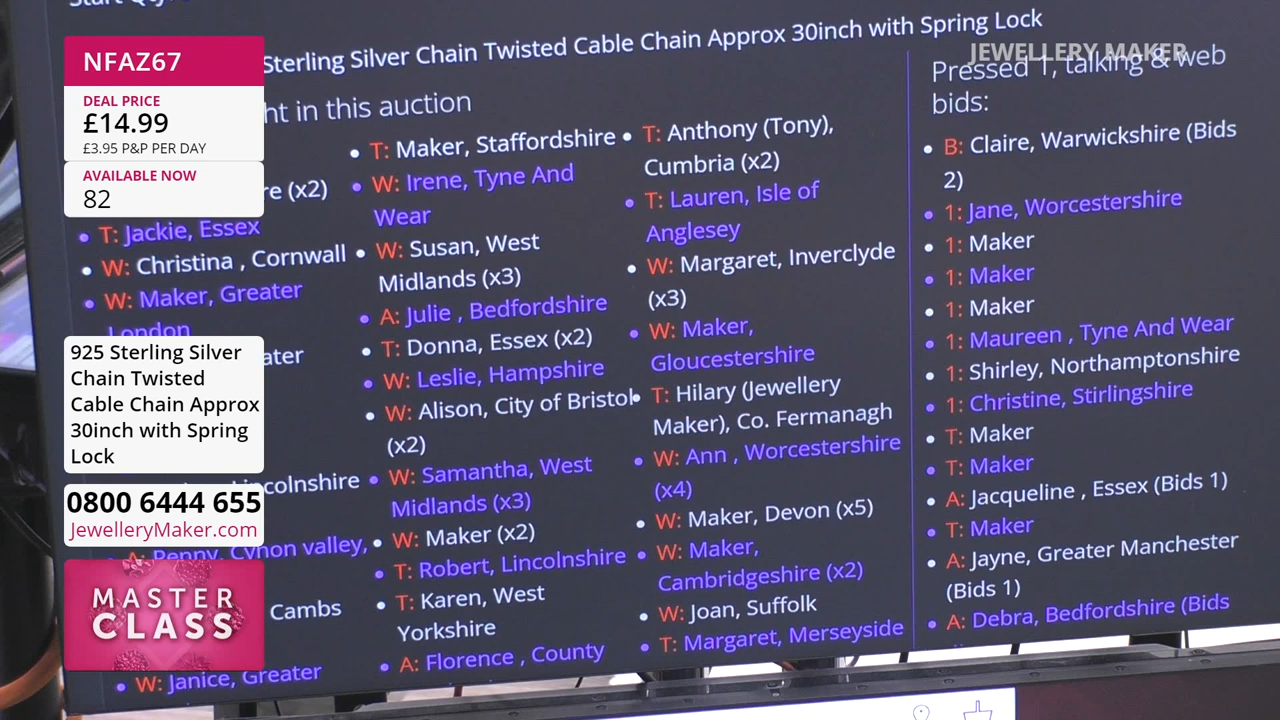 Start Qty
Sterling Silver Chain Twisted Cable Chain Approx 30inch with Spring Lock
ht in this auction
JEWELLERY MAKER
NFAZ67
DEAL PRICE
£14.99
£3.95 P&P PER DAY
AVAILABLE NOW
82
925 Sterling Silver
Chain Twisted
Cable Chain Approx
30inch with Spring
Lock
0800 6444 655
JewelleryMaker.com
MASTER
CLASS
re (x2)
T: Jackie, Essex
W: Christina , Cornwall
W: Maker, Greater
London
ater
Lincolnshire
A: Penny, Cynon valley,
Cambs
W: Janice, Greater
T: Maker, Staffordshire
W: Irene, Tyne And
Wear
W: Susan, West
Midlands (x3)
A: Julie , Bedfordshire
T: Donna, Essex (x2)
W: Leslie, Hampshire
W: Alison, City of Bristol
(x2)
W: Samantha, West
Midlands (x3)
W: Maker (x2)
T: Robert, Lincolnshire
T: Karen, West
Yorkshire
A: Florence , County
T: Anthony (Tony),
Cumbria (x2)
T: Lauren, Isle of
Anglesey
W: Margaret, Inverclyde
(x3)
W: Maker,
Gloucestershire
T: Hilary (Jewellery
Maker), Co. Fermanagh
W: Ann , Worcestershire
(x4)
W: Maker, Devon (x5)
W: Maker,
Cambridgeshire (x2)
W: Joan, Suffolk
T: Margaret, Merseyside
Pressed 1, talking & web
bids:
B: Claire, Warwickshire (Bids
2)
1: Jane, Worcestershire
1: Maker
1: Maker
1: Maker
1: Maureen , Tyne And Wear
1: Shirley, Northamptonshire
1: Christine, Stirlingshire
T: Maker
T: Maker
A: Jacqueline , Essex (Bids 1)
T: Maker
A: Jayne, Greater Manchester
(Bids 1)
A: Debra, Bedfordshire (Bids